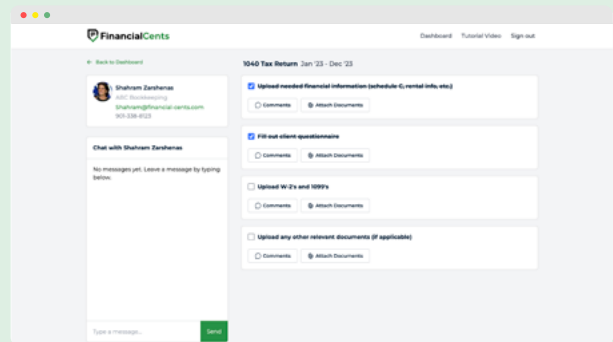 FinancialCents
Dashboard Tutorial Video Sign out
← Back to Dashboard
Shahram Zarshenas
ABC Bookkeeping
Shahram@financial-cents.com
901-238-8123
Chat with Shahram Zarshenas
No messages yet. Leave a message by typing
below.
Type a message...
Send
1040 Tax Return Jan '23 - Dec '23
Upload needed financial information (schedule C, rental info, etc.)
Comments Attach Documents
Fill out client questionnaire
Comments Attach Documents
Upload W-2's and 1099's
Comments Attach Documents
Upload any other relevant documents (if applicable)
Comments Attach Documents